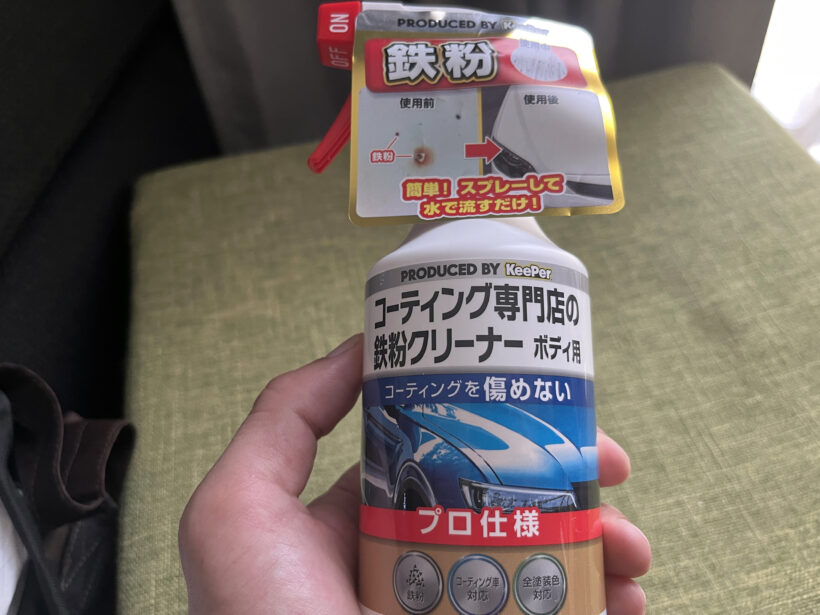 ON
OFF
PRODUCED BY KeePer
鉄粉
使用中
使用前
使用後
鉄粉
簡単！スプレーして
水で流すだけ！
PRODUCED BY KeePer
コーティング専門店の
鉄粉クリーナー ボディ用
コーティングを傷めない
プロ仕様
鉄粉
コーティング車
対応
全塗装色
対応